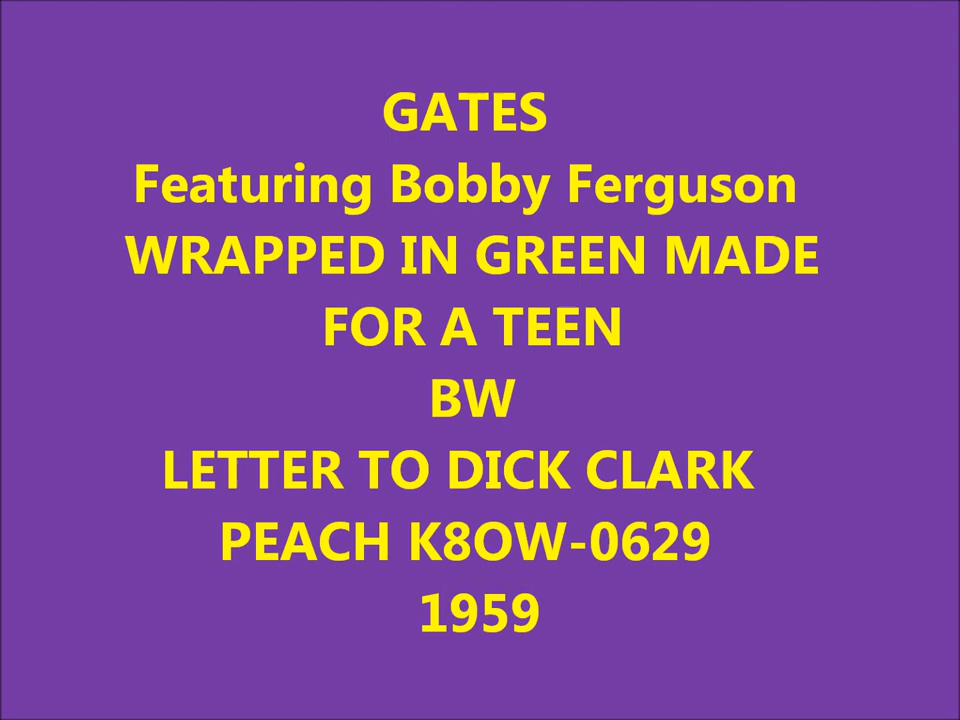 GATES
Featuring Bobby Ferguson
WRAPPED IN GREEN MADE
FOR A TEEN
BW
LETTER TO DICK CLARK
PEACH K8OW-0629
1959